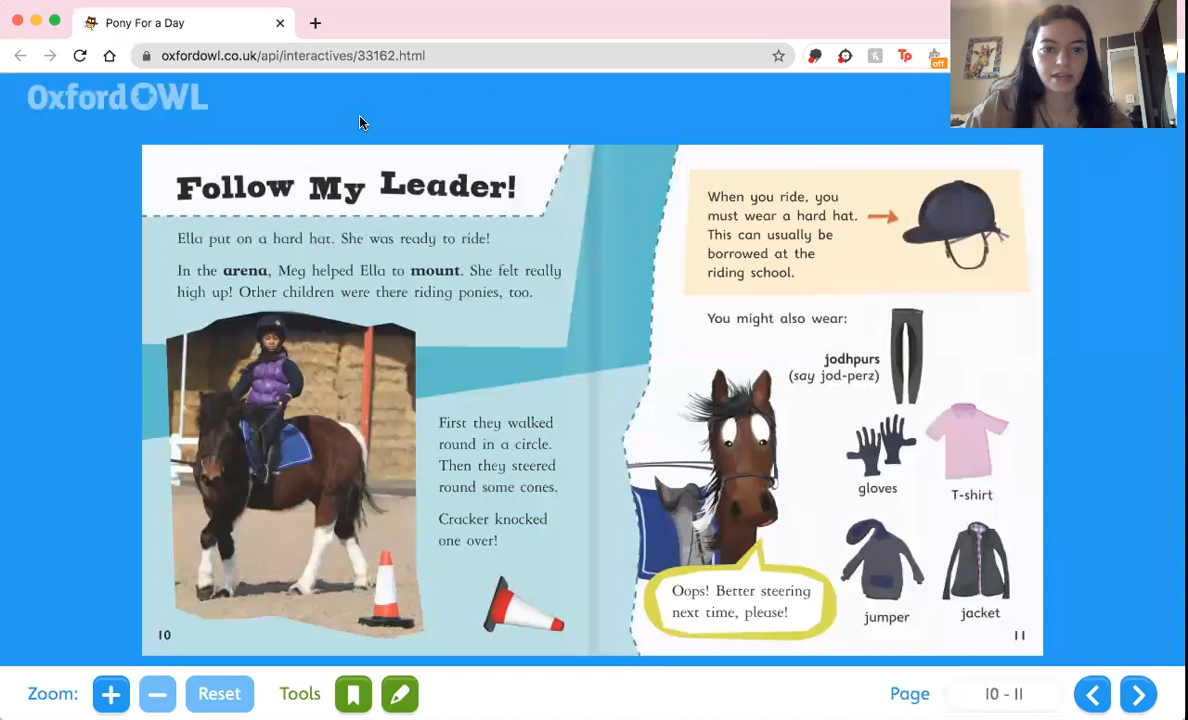 Pony For a Day
oxfordowl.co.uk/api/interactives/33162.html
Tp
off
Oxford OWL
Follow My Leader!
Ella put on a hard hat. She was ready to ride!
In the arena, Meg helped Ella to mount. She felt really
high up! Other children were there riding ponies, too.
First they walked
round in a circle.
Then they steered
round some cones.
Cracker knocked
one over!
10
When you ride, you
must wear a hard hat.
This can usually be
borrowed at the
riding school.
You might also wear:
jodhpurs
(say jod-perz)
gloves
T-shirt
jumper
jacket
Oops! Better steering
next time, please!
11
Zoom:
Reset
Tools
Page
10 - 11